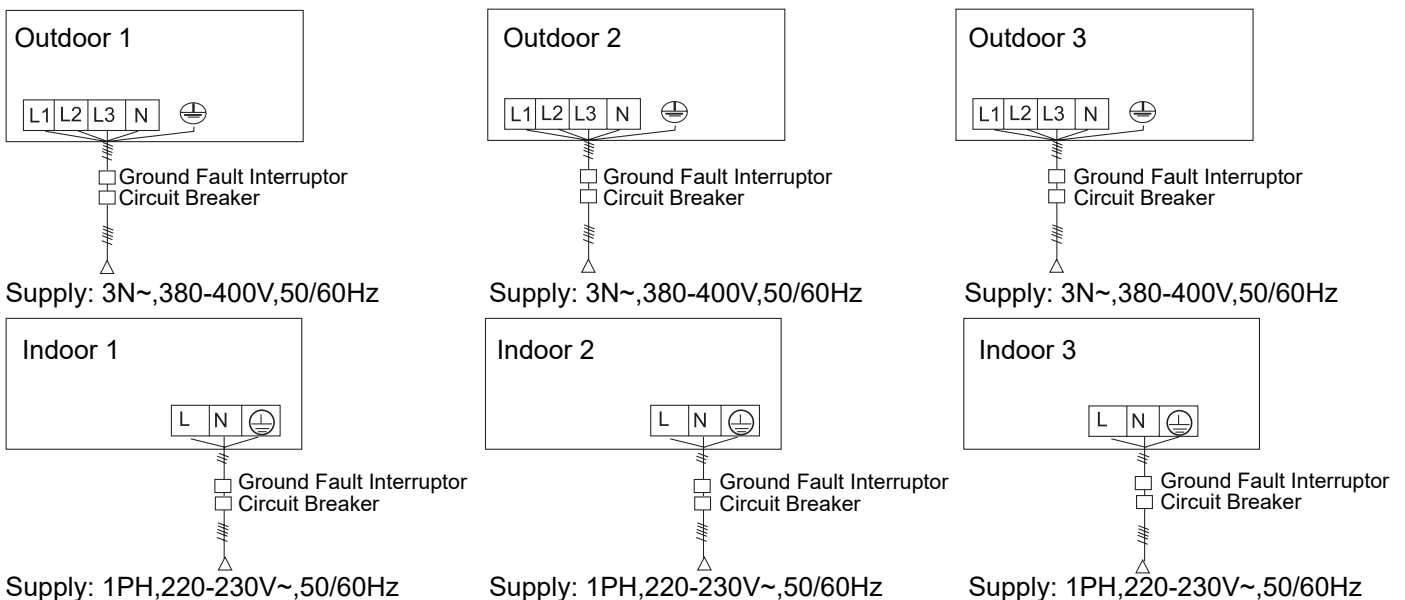 Outdoor 1
L1 L2 L3 N
Ground Fault Interruptor
Circuit Breaker
Supply: 3N~,380-400V,50/60Hz
Outdoor 2
L1 L2 L3 N
Ground Fault Interruptor
Circuit Breaker
Supply: 3N~,380-400V,50/60Hz
Outdoor 3
L1 L2 L3 N
Ground Fault Interruptor
Circuit Breaker
Supply: 3N~,380-400V,50/60Hz
Indoor 1
L N
Ground Fault Interruptor
Circuit Breaker
Supply: 1PH,220-230V~,50/60Hz
Indoor 2
L N
Ground Fault Interruptor
Circuit Breaker
Supply: 1PH,220-230V~,50/60Hz
Indoor 3
L N
Ground Fault Interruptor
Circuit Breaker
Supply: 1PH,220-230V~,50/60Hz